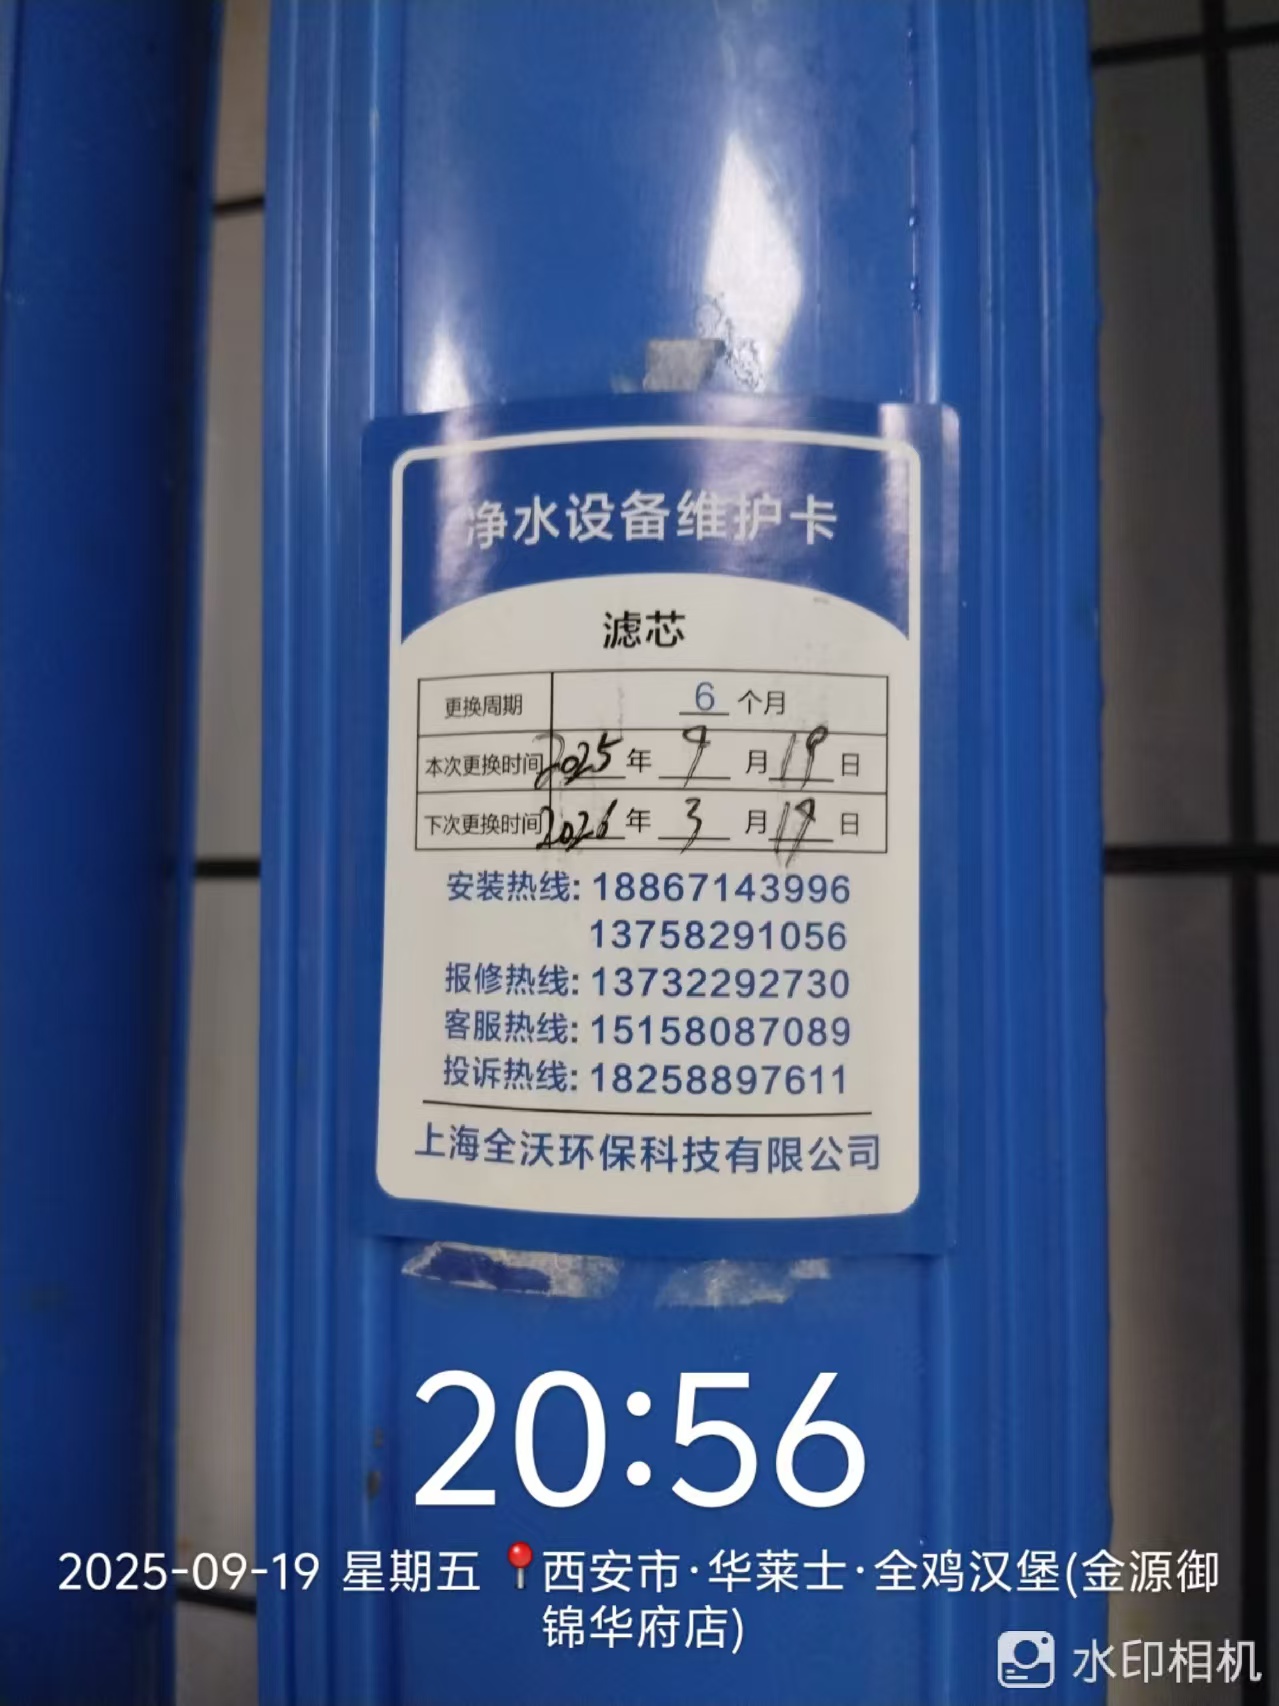 净水设备维护卡
滤芯
更换周期 6 个月
本次更换时间 2025 年 9 月 19 日
下次更换时间 2026 年 3 月 19 日
安装热线: 18867143996
13758291056
报修热线: 13732292730
客服热线: 15158087089
投诉热线: 18258897611
上海全沃环保科技有限公司
20:56
2025-09-19 星期五 📍西安市·华莱士·全鸡汉堡(金源御
锦华府店)
水印相机